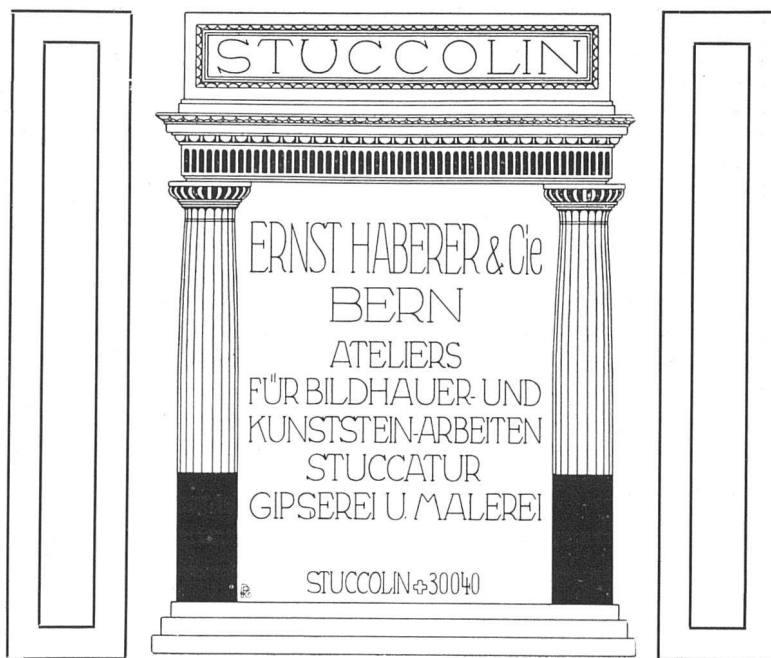 STUCCOLIN
ERNST HABERER & Cie
BERN
ATELIERS
FÜR BILDHAUER- UND
KUNSTSTEIN-ARBEITEN
STUCCATUR
GIPSEREI U. MALEREI
STUCCOLIN+30040